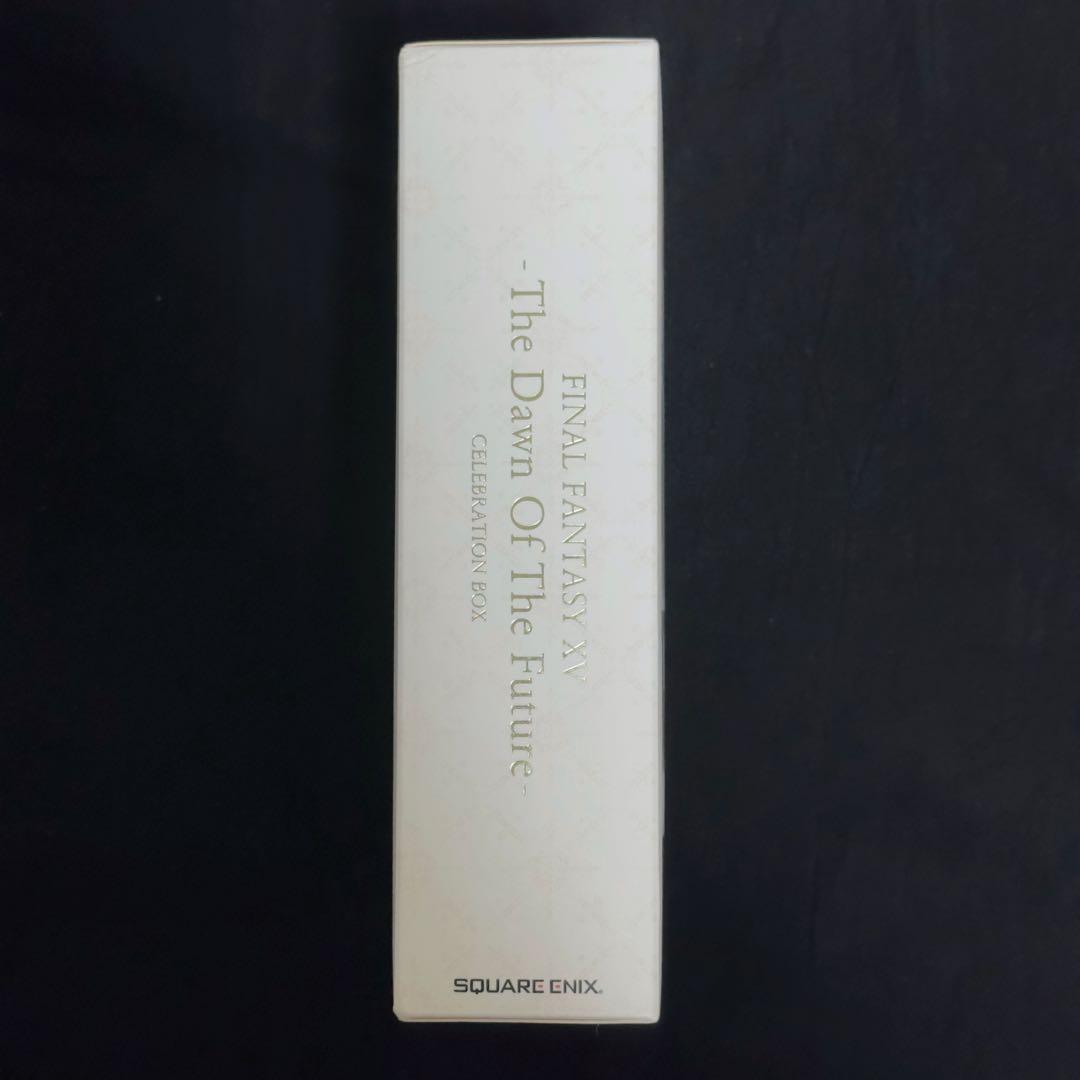 FINAL FANTASY XV
- The Dawn Of The Future -
CELEBRATION BOX
SQUARE ENIX®